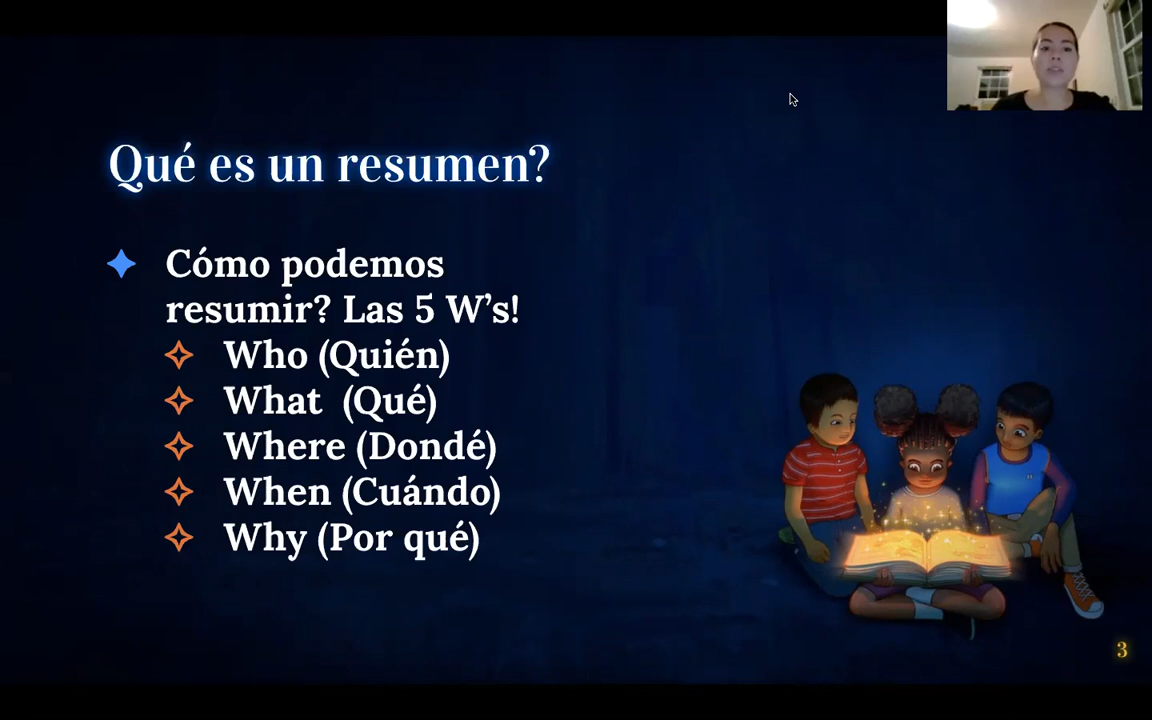 Qué es un resumen?
Cómo podemos
resumir? Las 5 W’s!
Who (Quién)
What  (Qué)
Where (Dondé)
When (Cuándo)
Why (Por qué)
3